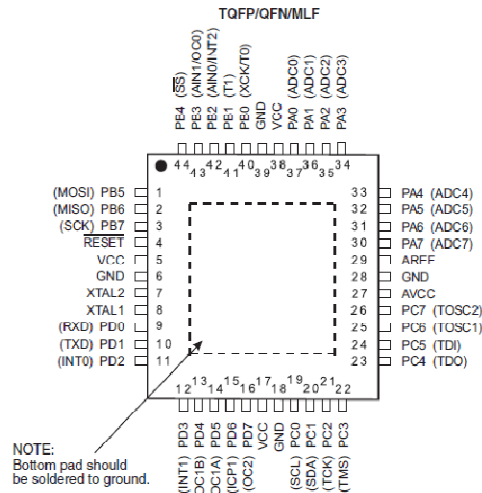 TQFP/QFN/MLF
PB4 (SS)
PB3 (AIN1/OC0)
PB2 (AIN0/INT2)
PB1 (T1)
PB0 (XCK/T0)
GND
VCC
PA0 (ADC0)
PA1 (ADC1)
PA2 (ADC2)
PA3 (ADC3)
44 43 42 41 40 39 38 37 36 35 34
(MOSI) PB5 1
(MISO) PB6 2
(SCK) PB7 3
RESET 4
VCC 5
GND 6
XTAL2 7
XTAL1 8
(RXD) PD0 9
(TXD) PD1 10
(INT0) PD2 11
33 PA4 (ADC4)
32 PA5 (ADC5)
31 PA6 (ADC6)
30 PA7 (ADC7)
29 AREF
28 GND
27 AVCC
26 PC7 (TOSC2)
25 PC6 (TOSC1)
24 PC5 (TDI)
23 PC4 (TDO)
12 13 14 15 16 17 18 19 20 21 22
(INT1) PD3
OC1B) PD4
OC1A) PD5
(ICP1) PD6
(OC2) PD7
VCC
GND
(SCL) PC0
(SDA) PC1
(TCK) PC2
(TMS) PC3
NOTE:
Bottom pad should
be soldered to ground.